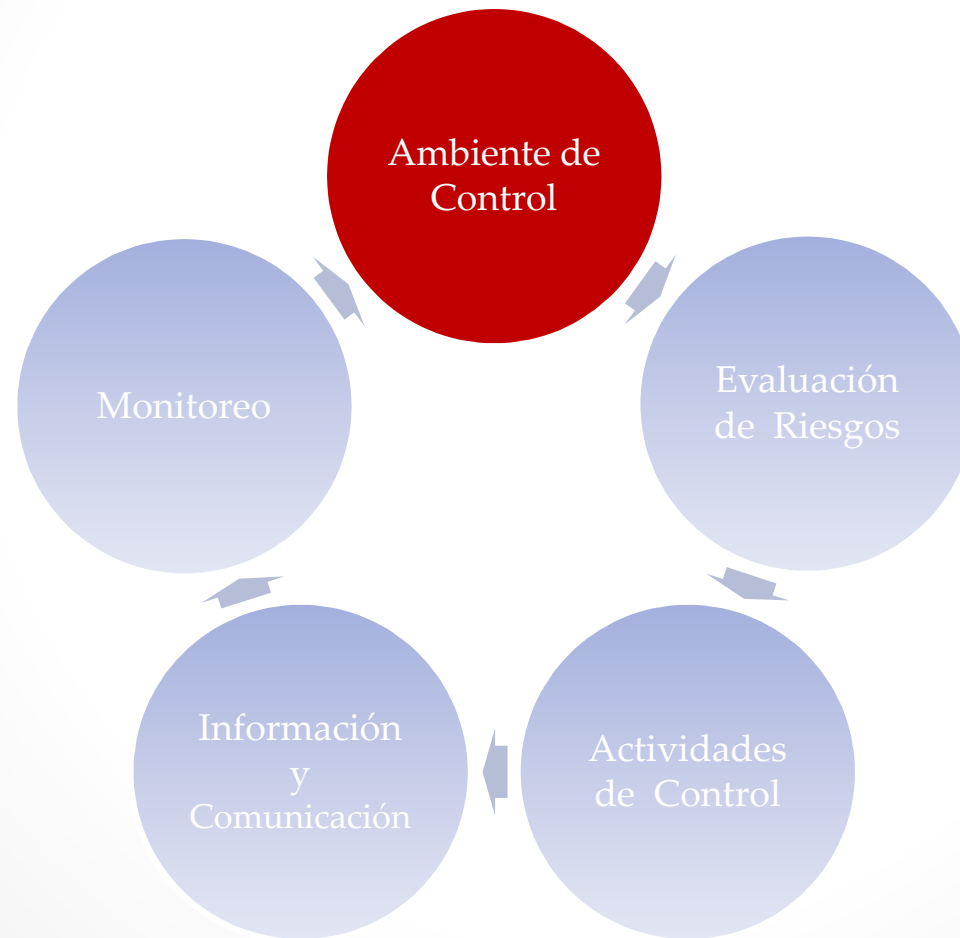 Ambiente de
Control
Evaluación
de Riesgos
Actividades
de Control
Información
y
Comunicación
Monitoreo